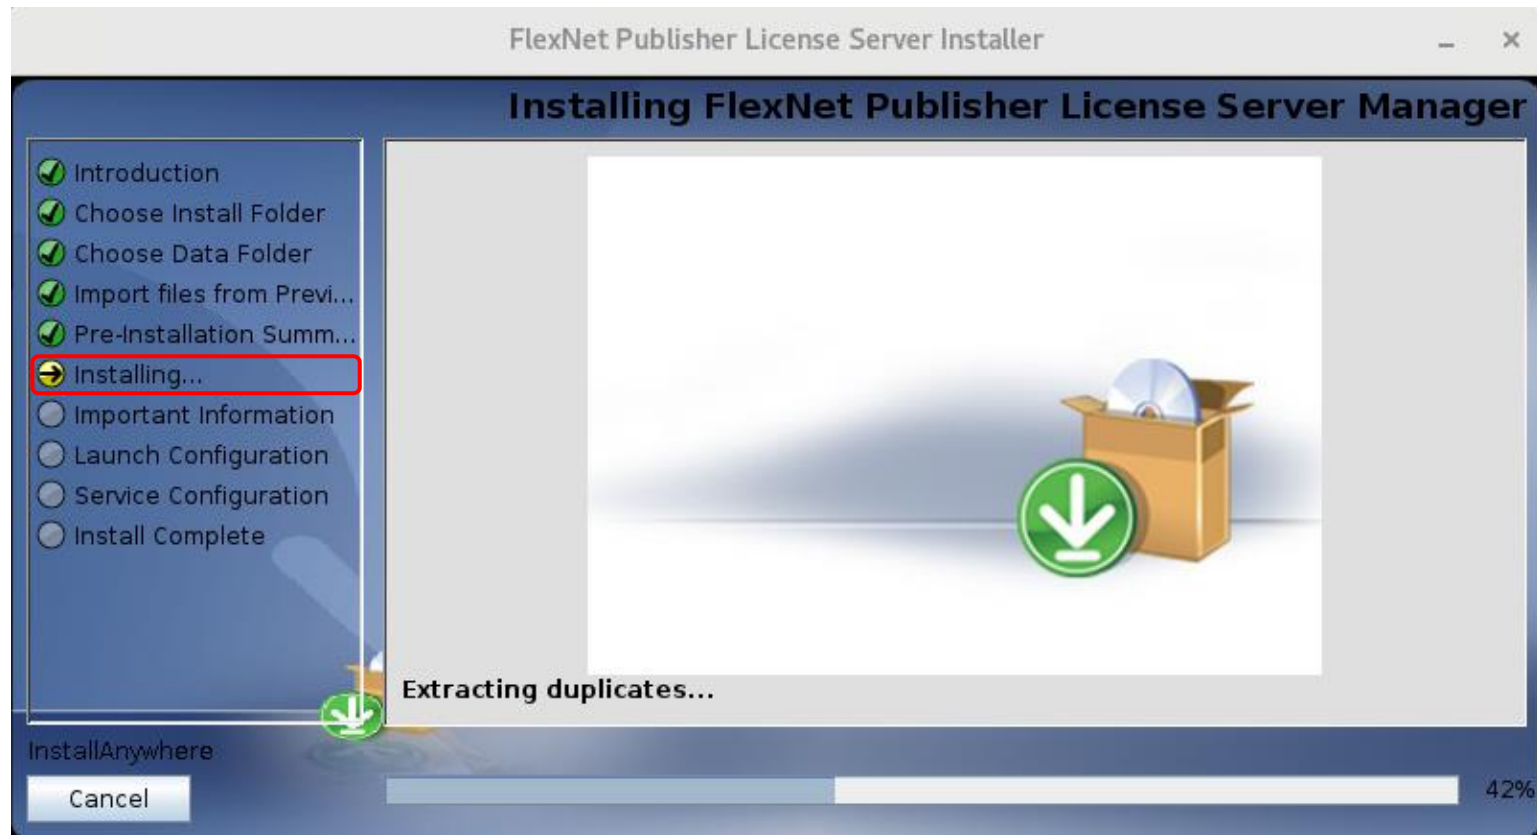 FlexNet Publisher License Server Installer
Installing FlexNet Publisher License Server Manager
Introduction
Choose Install Folder
Choose Data Folder
Import files from Previ...
Pre-Installation Summ...
Installing...
Important Information
Launch Configuration
Service Configuration
Install Complete
Extracting duplicates...
InstallAnywhere
Cancel
42%